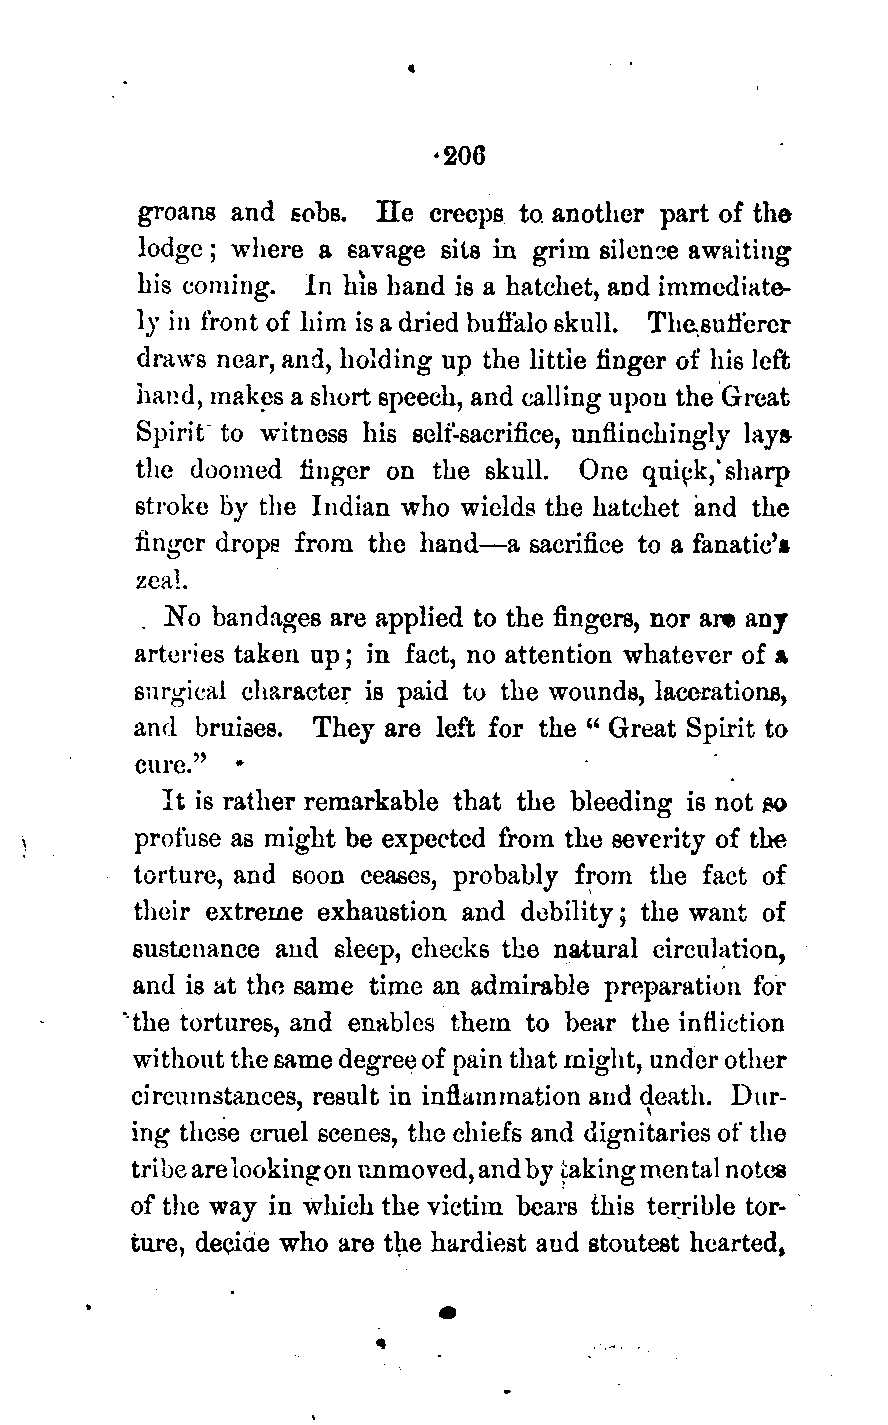 206
groans and sobs. He creeps to another part of the
lodge; where a savage sits in grim silence awaiting
his coming. In his hand is a hatchet, and immediate-
ly in front of him is a dried buffalo skull. The sufferer
draws near, and, holding up the little finger of his left
hand, makes a short speech, and calling upon the Great
Spirit to witness his self-sacrifice, unflinchingly lays
the doomed finger on the skull. One quick, sharp
stroke by the Indian who wields the hatchet and the
finger drops from the hand—a sacrifice to a fanatic's
zeal.
No bandages are applied to the fingers, nor are any
arteries taken up; in fact, no attention whatever of a
surgical character is paid to the wounds, lacerations,
and bruises. They are left for the “ Great Spirit to
cure.”
It is rather remarkable that the bleeding is not so
profuse as might be expected from the severity of the
torture, and soon ceases, probably from the fact of
their extreme exhaustion and debility; the want of
sustenance and sleep, checks the natural circulation,
and is at the same time an admirable preparation for
the tortures, and enables them to bear the infliction
without the same degree of pain that might, under other
circumstances, result in inflammation and death. Dur-
ing these cruel scenes, the chiefs and dignitaries of the
tribe are looking on unmoved, and by taking mental notes
of the way in which the victim bears this terrible tor-
ture, decide who are the hardiest and stoutest hearted,